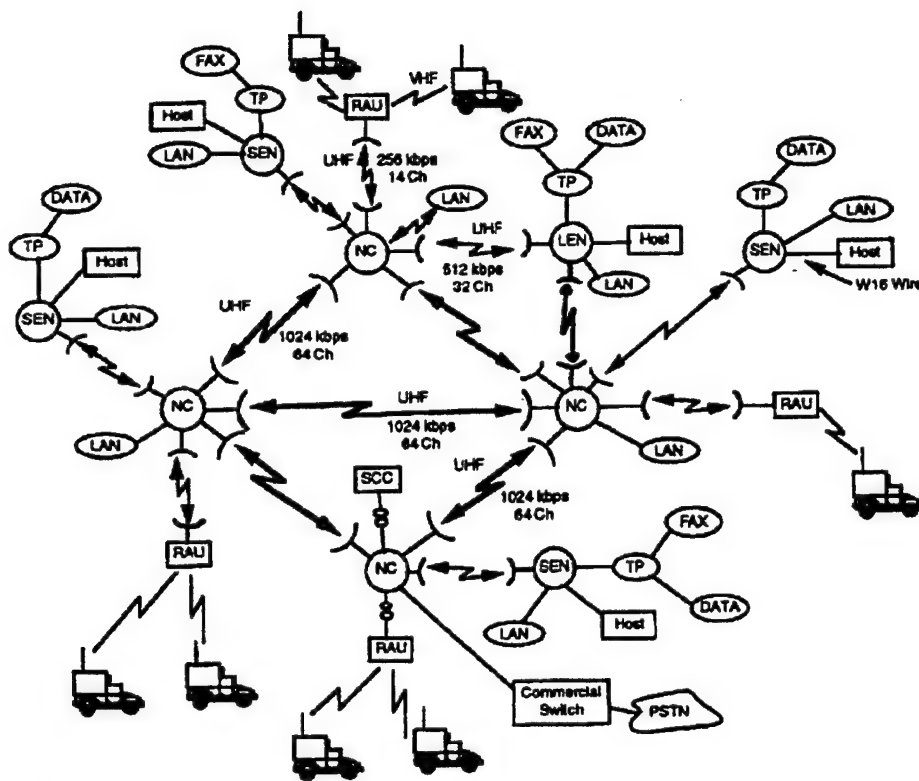 FAX
VHF
TP
RAU
Host
FAX
DATA
DATA
SEN
LAN
UHF
256 kbps
14 Ch
TP
TP
LAN
DATA
LAN
UHF
LEN
Host
SEN
Host
TP
NC
512 kbps
32 Ch
LAN
W16 Wire
Host
UHF
SEN
LAN
1024 kbps
64 Ch
NC
UHF
NC
RAU
1024 kbps
64 Ch
LAN
LAN
UHF
SCC
1024 kbps
64 Ch
FAX
RAU
NC
SEN
TP
LAN
Host
DATA
RAU
Commercial
Switch
PSTN